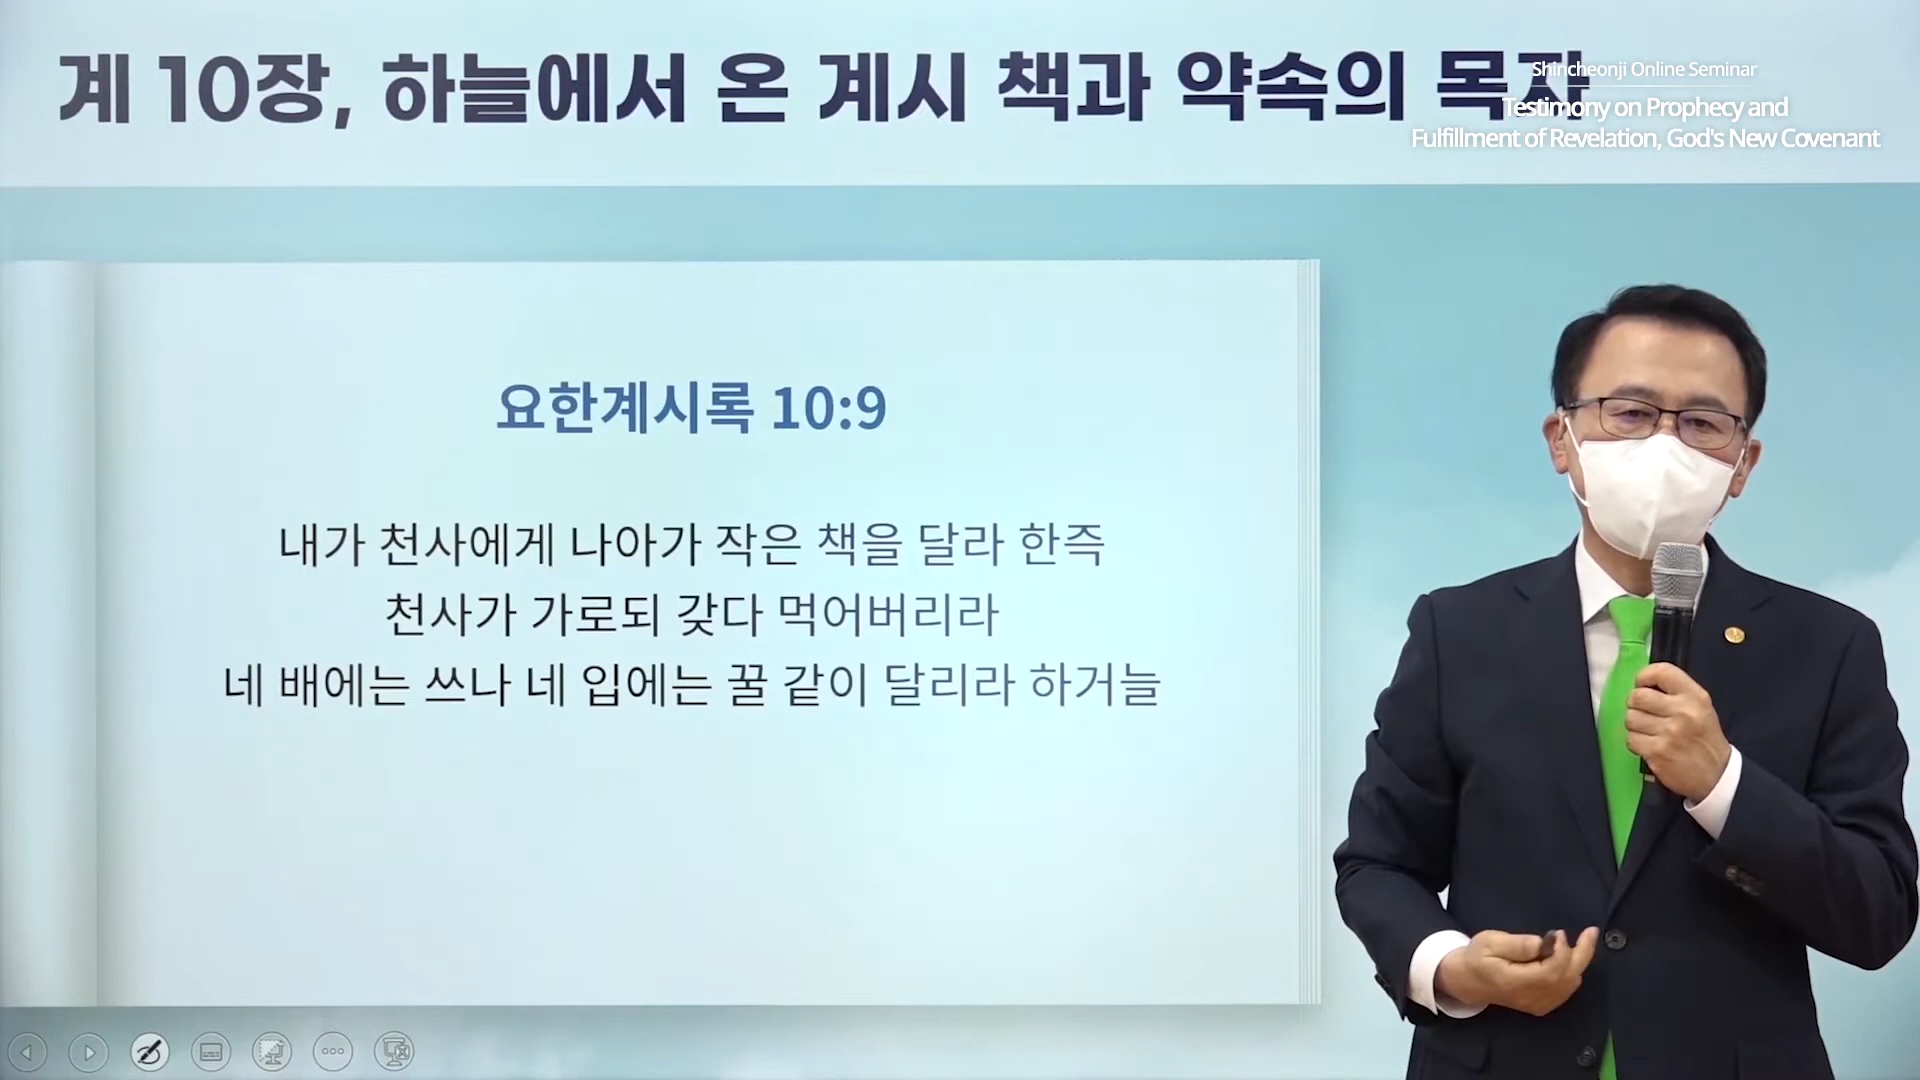 계 10장, 하늘에서 온 계시 책과 약속의 목자
Shincheonji Online Seminar
Testimony on Prophecy and
Fulfillment of Revelation, God's New Covenant
요한계시록 10:9
내가 천사에게 나아가 작은 책을 달라 한즉
천사가 가로되 갖다 먹어버리라
네 배에는 쓰나 네 입에는 꿀 같이 달리라 하거늘